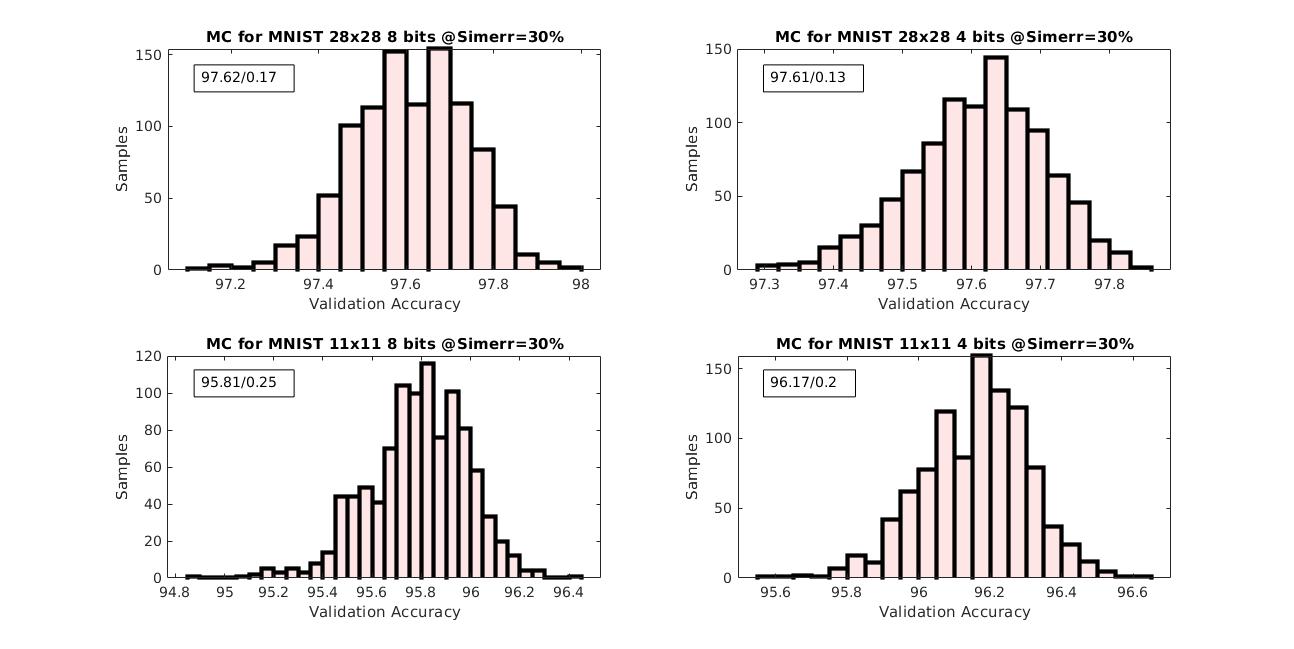 MC for MNIST 28x28 8 bits @Simerr=30%
97.62/0.17
Samples
150
100
50
0
97.2 97.4 97.6 97.8 98
Validation Accuracy
MC for MNIST 28x28 4 bits @Simerr=30%
97.61/0.13
Samples
150
100
50
0
97.3 97.4 97.5 97.6 97.7 97.8
Validation Accuracy
MC for MNIST 11x11 8 bits @Simerr=30%
95.81/0.25
Samples
120
100
80
60
40
20
0
94.8 95 95.2 95.4 95.6 95.8 96 96.2 96.4
Validation Accuracy
MC for MNIST 11x11 4 bits @Simerr=30%
96.17/0.2
Samples
150
100
50
0
95.6 95.8 96 96.2 96.4 96.6
Validation Accuracy